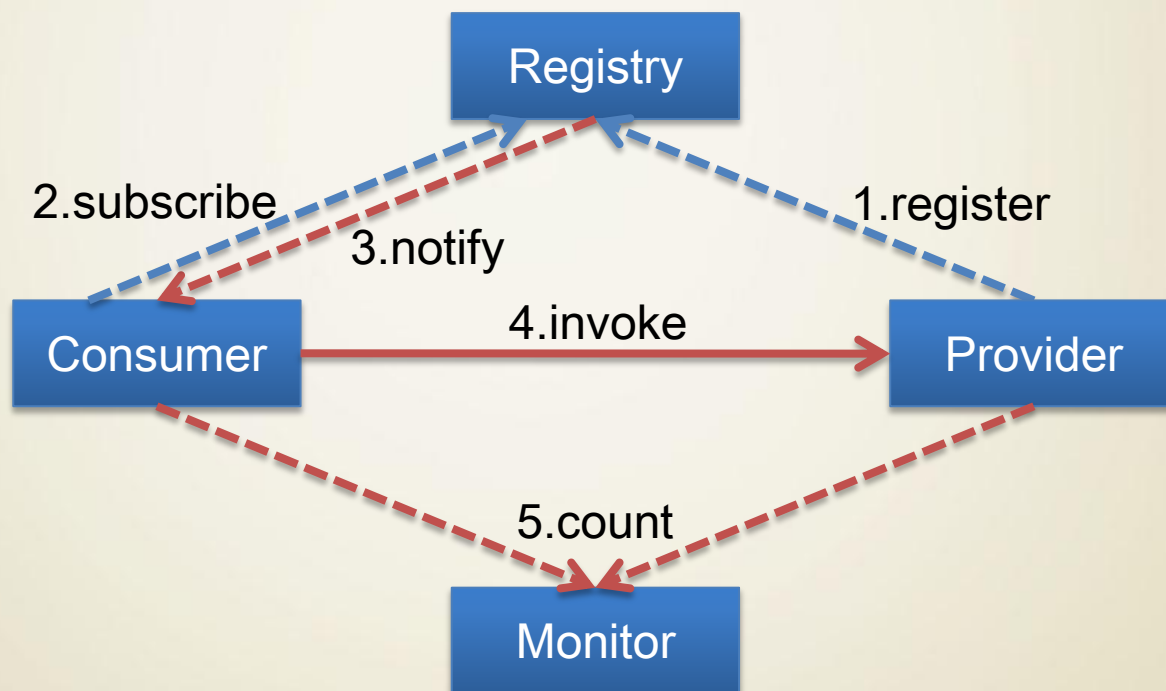 Registry
2.subscribe
1.register
3.notify
4.invoke
Consumer
Provider
5.count
Monitor